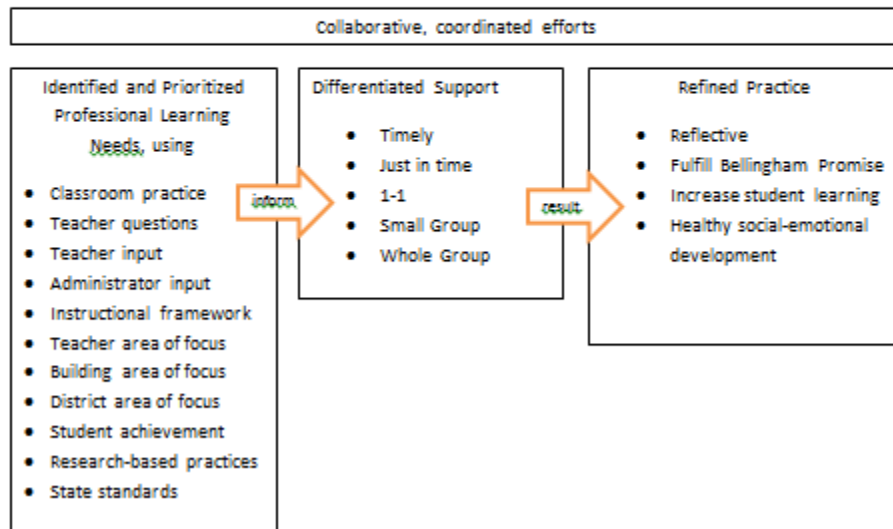 Collaborative, coordinated efforts
Identified and Prioritized
Professional Learning
Needs, using
• Classroom practice
• Teacher questions
• Teacher input
• Administrator input
• Instructional framework
• Teacher area of focus
• Building area of focus
• District area of focus
• Student achievement
• Research-based practices
• State standards
inform
Differentiated Support
• Timely
• Just in time
• 1-1
• Small Group
• Whole Group
result
Refined Practice
• Reflective
• Fulfill Bellingham Promise
• Increase student learning
• Healthy social-emotional
development